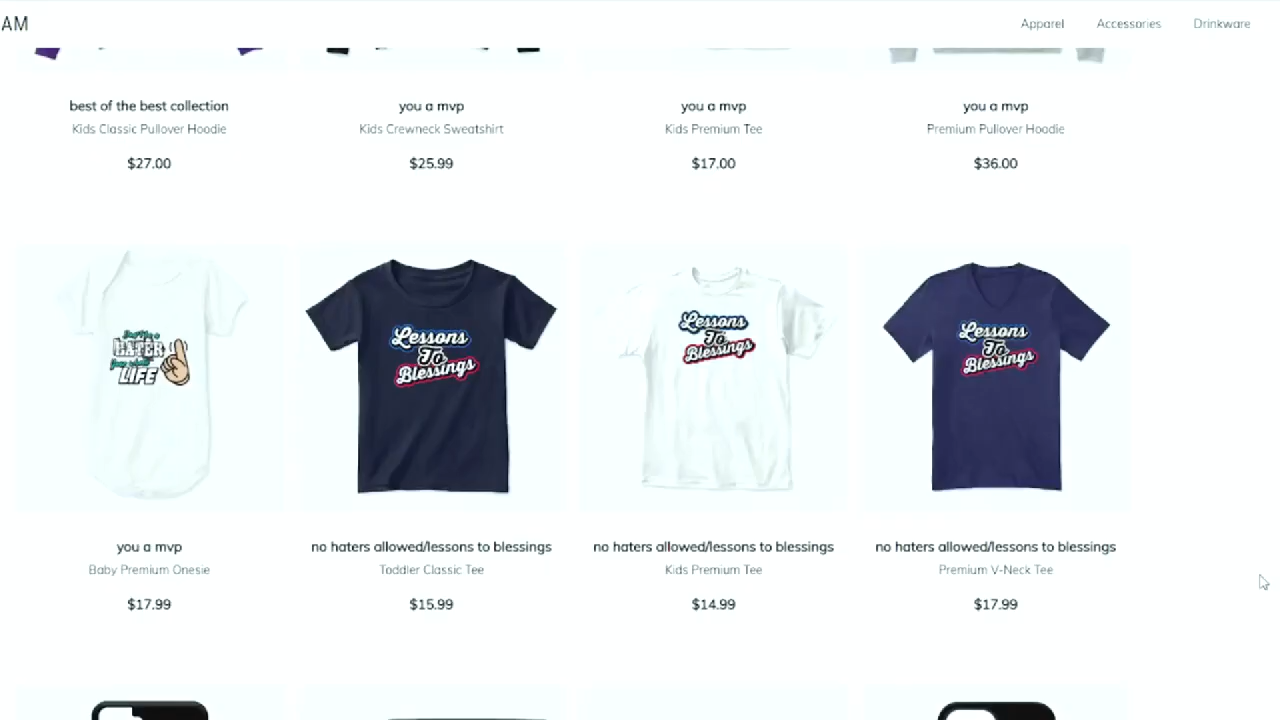 AM
Apparel Accessories Drinkware
best of the best collection
Kids Classic Pullover Hoodie
$27.00
you a mvp
Kids Crewneck Sweatshirt
$25.99
you a mvp
Kids Premium Tee
$17.00
you a mvp
Premium Pullover Hoodie
$36.00
LATER
LIFE
you a mvp
Baby Premium Onesie
$17.99
Lessons
To
Blessings
no haters allowed/lessons to blessings
Toddler Classic Tee
$15.99
Lessons
To
Blessings
no haters allowed/lessons to blessings
Kids Premium Tee
$14.99
Lessons
To
Blessings
no haters allowed/lessons to blessings
Premium V-Neck Tee
$17.99